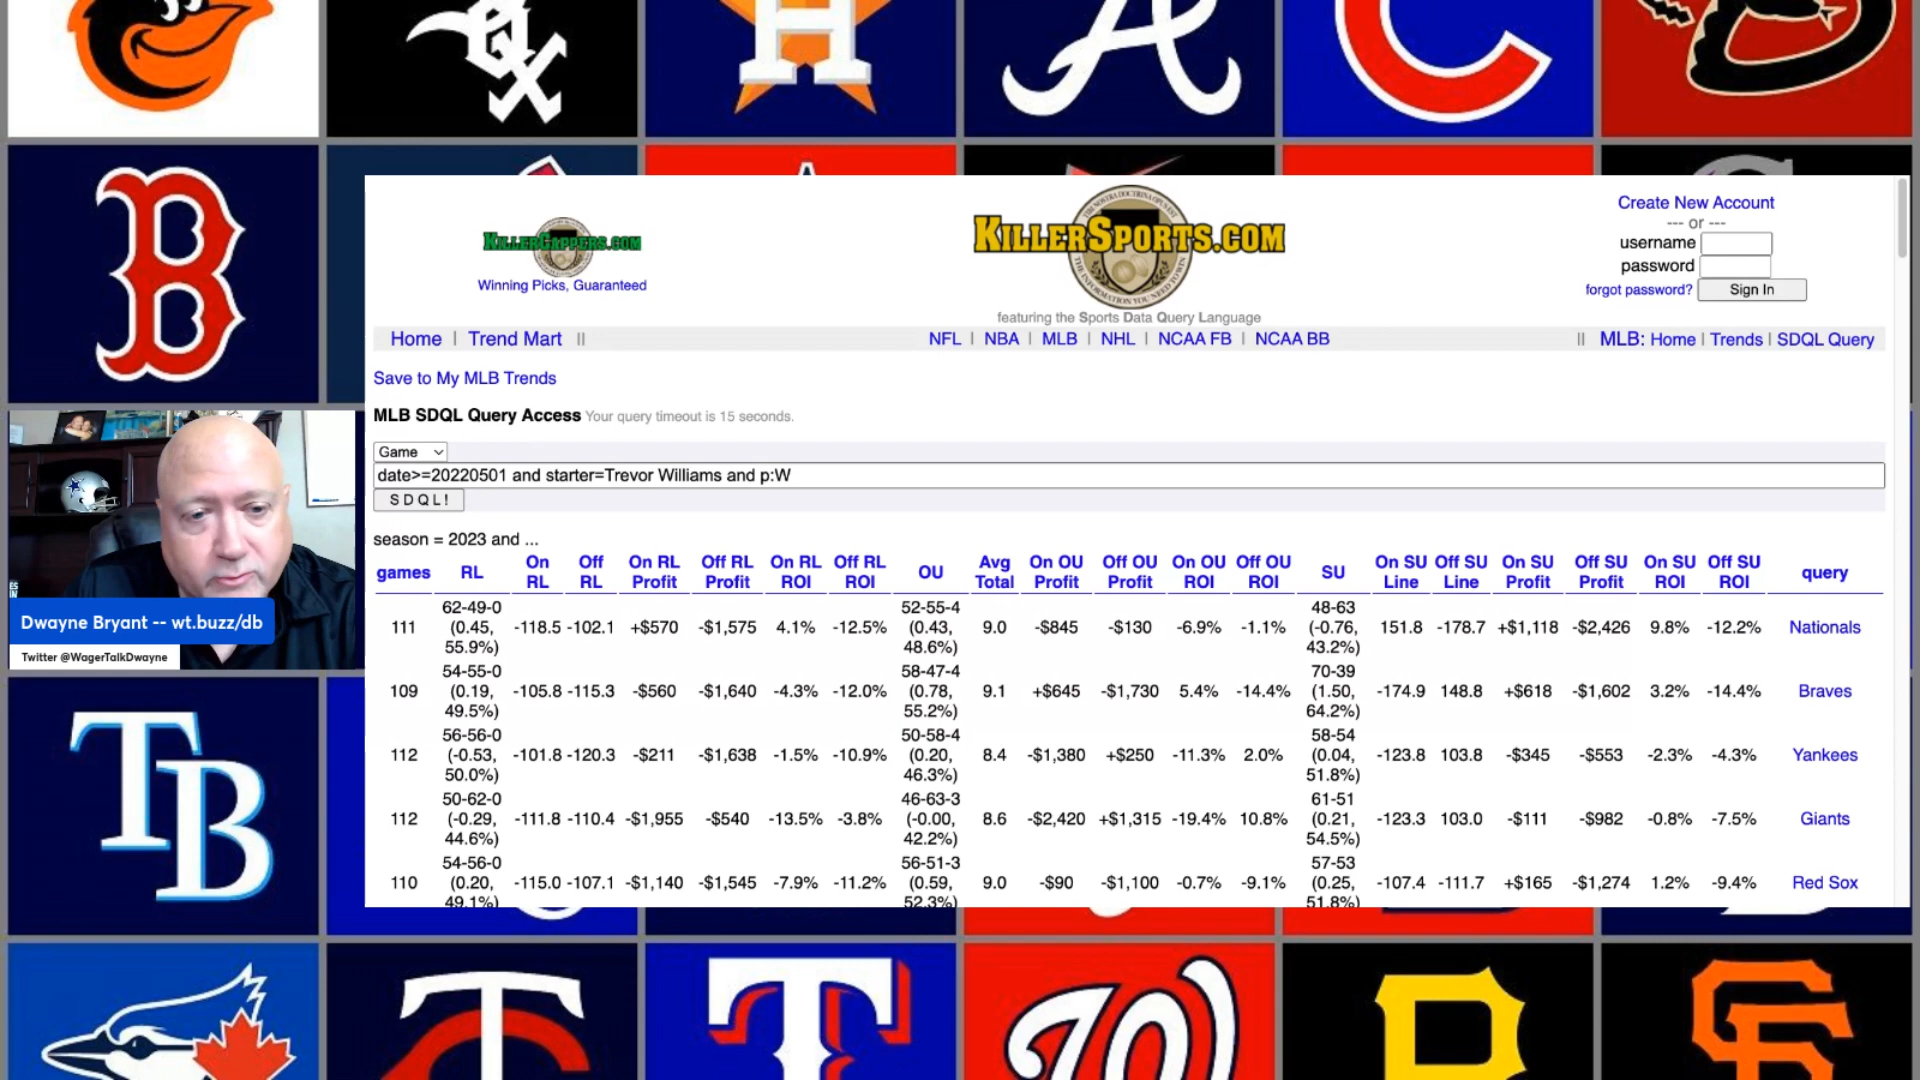 KILLERCAPPERS.COM
Winning Picks, Guaranteed
KILLERSPORTS.COM
featuring the Sports Data Query Language
Create New Account
--- or ---
username
password
forgot password? Sign In
Home | Trend Mart ||
NFL | NBA | MLB | NHL | NCAA FB | NCAA BB
|| MLB: Home | Trends | SDQL Query
Save to My MLB Trends
MLB SDQL Query Access Your query timeout is 15 seconds.
Game
date>=20220501 and starter=Trevor Williams and p:W
S D Q L !
season = 2023 and ...
games RL On RL Off RL On RL Profit Off RL Profit On RL ROI Off RL ROI OU Avg Total On OU Profit Off OU Profit On OU ROI Off OU ROI SU On SU Line Off SU Line On SU Profit Off SU Profit On SU ROI Off SU ROI query
111 62-49-0 (0.45, 55.9%) -118.5 -102.1 +$570 -$1,575 4.1% -12.5% 52-55-4 (0.43, 48.6%) 9.0 -$845 -$130 -6.9% -1.1% 48-63 (-0.76, 43.2%) 151.8 -178.7 +$1,118 -$2,426 9.8% -12.2% Nationals
109 54-55-0 (0.19, 49.5%) -105.8 -115.3 -$560 -$1,640 -4.3% -12.0% 58-47-4 (0.78, 55.2%) 9.1 +$645 -$1,730 5.4% -14.4% 70-39 (1.50, 64.2%) -174.9 148.8 +$618 -$1,602 3.2% -14.4% Braves
112 56-56-0 (-0.53, 50.0%) -101.8 -120.3 -$211 -$1,638 -1.5% -10.9% 50-58-4 (0.20, 46.3%) 8.4 -$1,380 +$250 -11.3% 2.0% 58-54 (0.04, 51.8%) -123.8 103.8 -$345 -$553 -2.3% -4.3% Yankees
112 50-62-0 (-0.29, 44.6%) -111.8 -110.4 -$1,955 -$540 -13.5% -3.8% 46-63-3 (-0.00, 42.2%) 8.6 -$2,420 +$1,315 -19.4% 10.8% 61-51 (0.21, 54.5%) -123.3 103.0 -$111 -$982 -0.8% -7.5% Giants
110 54-56-0 (0.20, 49.1%) -115.0 -107.1 -$1,140 -$1,545 -7.9% -11.2% 56-51-3 (0.59, 52.3%) 9.0 -$90 -$1,100 -0.7% -9.1% 57-53 (0.25, 51.8%) -107.4 -111.7 +$165 -$1,274 1.2% -9.4% Red Sox
Dwayne Bryant -- wt.buzz/db
Twitter @WagerTalkDwayne